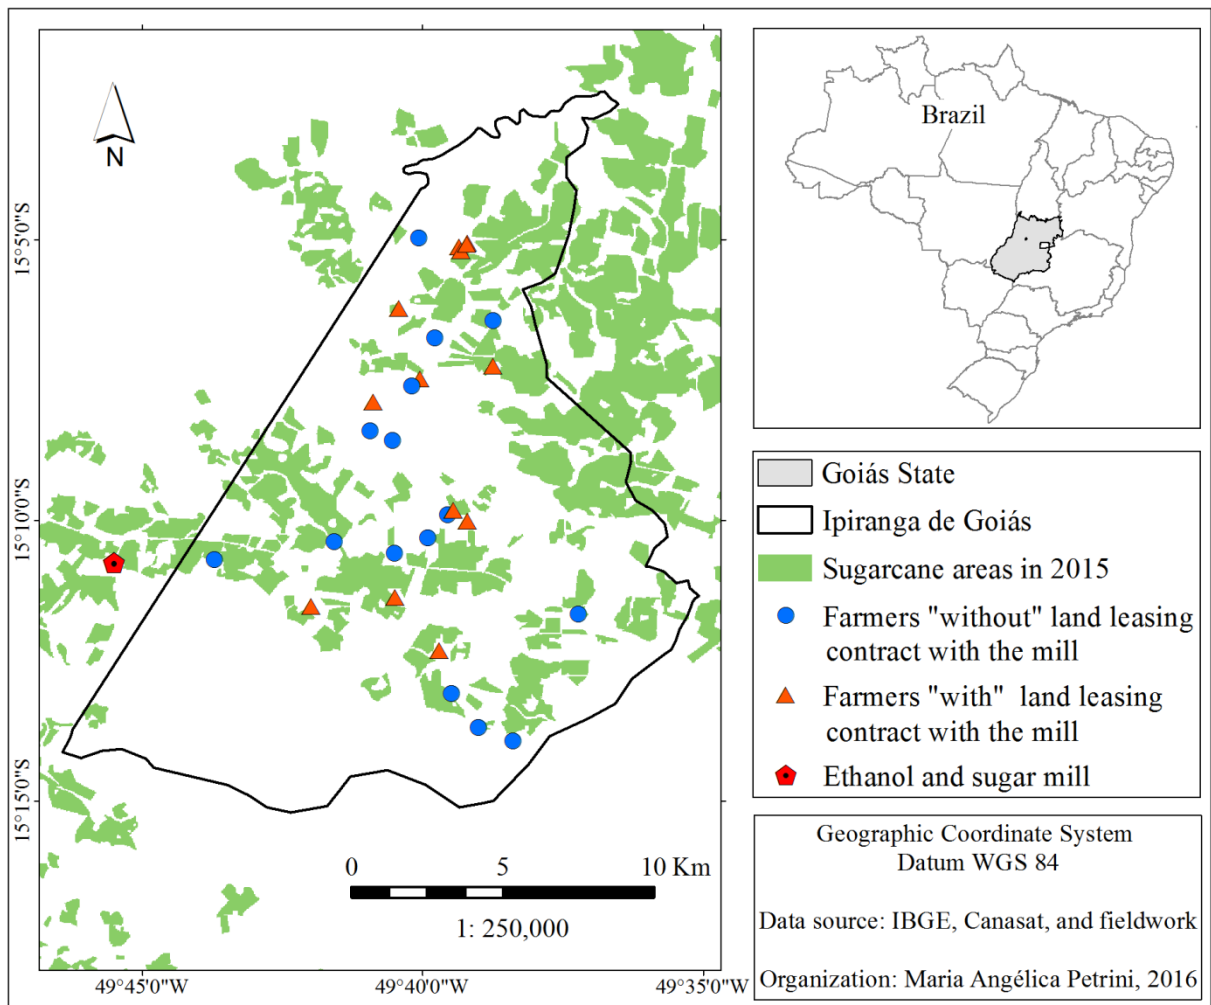 N
15°5'0"S
15°10'0"S
15°15'0"S
49°45'0"W
49°40'0"W
49°35'0"W
0 5 10 Km
1: 250,000
Brazil
Goiás State
Ipiranga de Goiás
Sugarcane areas in 2015
Farmers "without" land leasing
contract with the mill
Farmers "with" land leasing
contract with the mill
Ethanol and sugar mill
Geographic Coordinate System
Datum WGS 84
Data source: IBGE, Canasat, and fieldwork
Organization: Maria Angélica Petrini, 2016